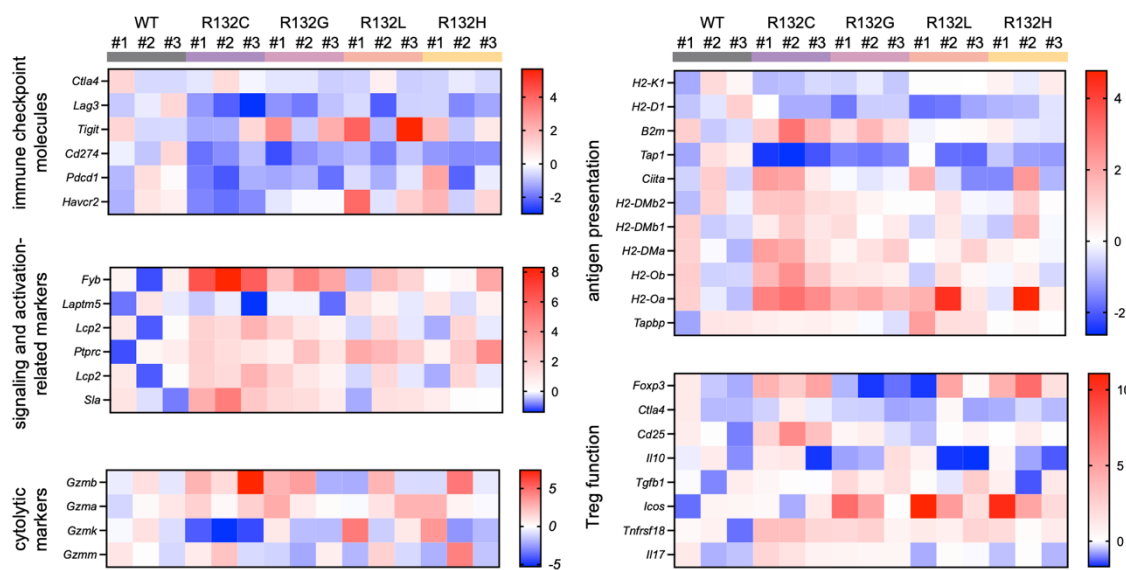 WT R132C R132G R132L R132H
#1 #2 #3 #1 #2 #3 #1 #2 #3 #1 #2 #3 #1 #2 #3
immune checkpoint
molecules
Ctla4
Lag3
Tigit
Cd274
Pdcd1
Havcr2
4
2
0
-2
signaling and activation-
related markers
Fyb
Laptm5
Lcp2
Ptprc
Lcp2
Sla
8
6
4
2
0
cytolytic
markers
Gzmb
Gzma
Gzmk
Gzmm
5
0
-5
WT R132C R132G R132L R132H
#1 #2 #3 #1 #2 #3 #1 #2 #3 #1 #2 #3 #1 #2 #3
antigen presentation
H2-K1
H2-D1
B2m
Tap1
Ciita
H2-DMb2
H2-DMb1
H2-DMa
H2-Ob
H2-Oa
Tapbp
4
2
0
-2
Treg function
Foxp3
Ctla4
Cd25
Il10
Tgfb1
Icos
Tnfrsf18
Il17
10
5
0